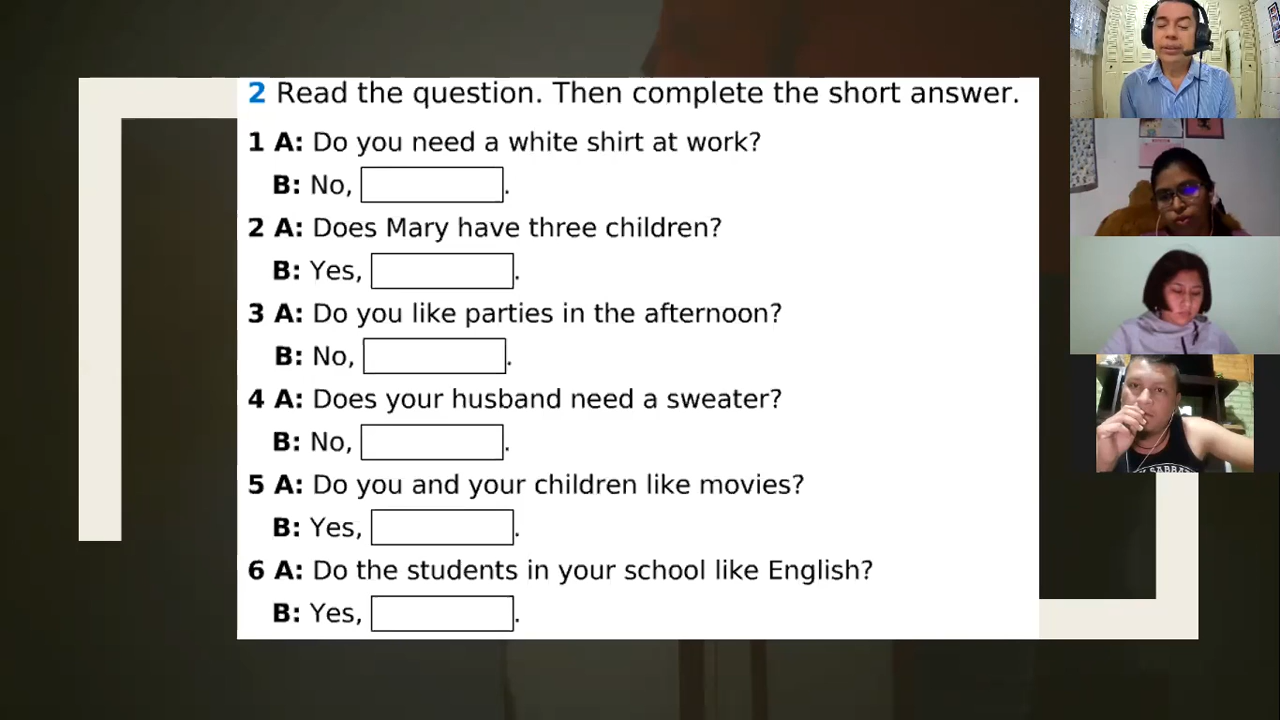 2 Read the question. Then complete the short answer.
1 A: Do you need a white shirt at work?
B: No, .
2 A: Does Mary have three children?
B: Yes, .
3 A: Do you like parties in the afternoon?
B: No, .
4 A: Does your husband need a sweater?
B: No, .
5 A: Do you and your children like movies?
B: Yes, .
6 A: Do the students in your school like English?
B: Yes, .